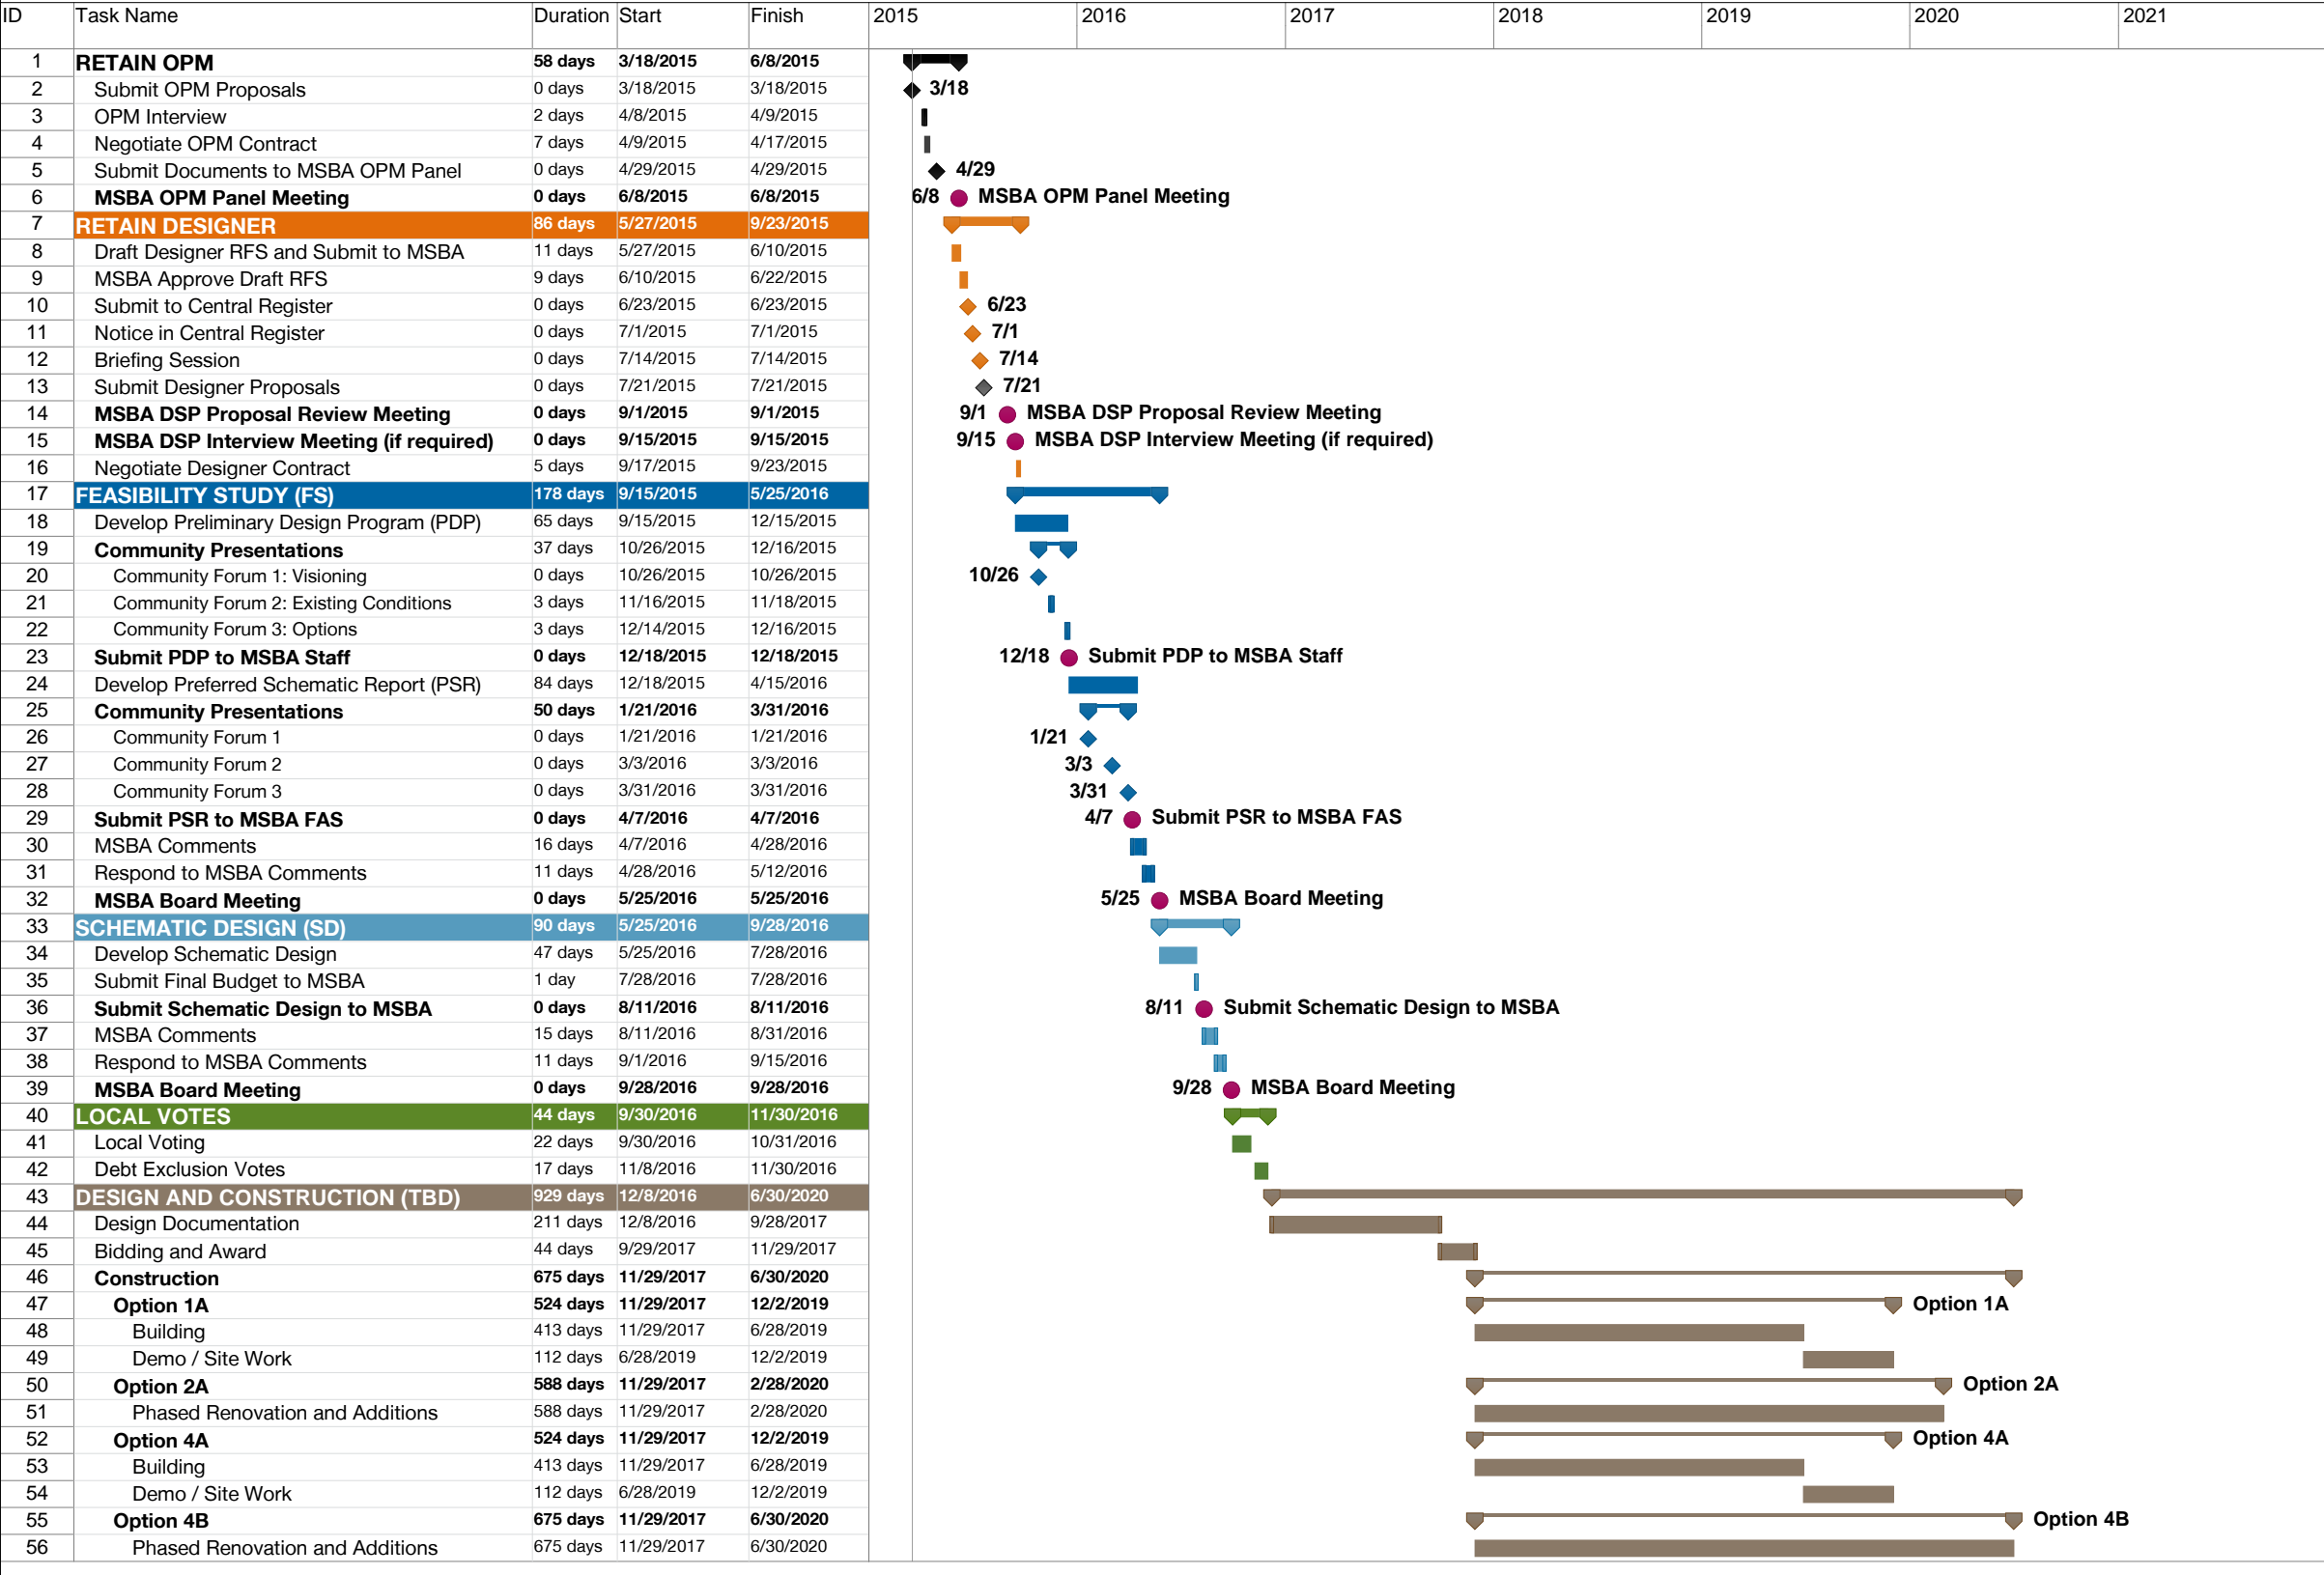 ID Task Name Duration Start Finish 2015 2016 2017 2018 2019 2020 2021
1 RETAIN OPM 58 days 3/18/2015 6/8/2015
2 Submit OPM Proposals 0 days 3/18/2015 3/18/2015 3/18
3 OPM Interview 2 days 4/8/2015 4/9/2015
4 Negotiate OPM Contract 7 days 4/9/2015 4/17/2015
5 Submit Documents to MSBA OPM Panel 0 days 4/29/2015 4/29/2015 4/29
6 MSBA OPM Panel Meeting 0 days 6/8/2015 6/8/2015 6/8 MSBA OPM Panel Meeting
7 RETAIN DESIGNER 86 days 5/27/2015 9/23/2015
8 Draft Designer RFS and Submit to MSBA 11 days 5/27/2015 6/10/2015
9 MSBA Approve Draft RFS 9 days 6/10/2015 6/22/2015
10 Submit to Central Register 0 days 6/23/2015 6/23/2015 6/23
11 Notice in Central Register 0 days 7/1/2015 7/1/2015 7/1
12 Briefing Session 0 days 7/14/2015 7/14/2015 7/14
13 Submit Designer Proposals 0 days 7/21/2015 7/21/2015 7/21
14 MSBA DSP Proposal Review Meeting 0 days 9/1/2015 9/1/2015 9/1 MSBA DSP Proposal Review Meeting
15 MSBA DSP Interview Meeting (if required) 0 days 9/15/2015 9/15/2015 9/15 MSBA DSP Interview Meeting (if required)
16 Negotiate Designer Contract 5 days 9/17/2015 9/23/2015
17 FEASIBILITY STUDY (FS) 178 days 9/15/2015 5/25/2016
18 Develop Preliminary Design Program (PDP) 65 days 9/15/2015 12/15/2015
19 Community Presentations 37 days 10/26/2015 12/16/2015
20 Community Forum 1: Visioning 0 days 10/26/2015 10/26/2015 10/26
21 Community Forum 2: Existing Conditions 3 days 11/16/2015 11/18/2015
22 Community Forum 3: Options 3 days 12/14/2015 12/16/2015
23 Submit PDP to MSBA Staff 0 days 12/18/2015 12/18/2015 12/18 Submit PDP to MSBA Staff
24 Develop Preferred Schematic Report (PSR) 84 days 12/18/2015 4/15/2016
25 Community Presentations 50 days 1/21/2016 3/31/2016
26 Community Forum 1 0 days 1/21/2016 1/21/2016 1/21
27 Community Forum 2 0 days 3/3/2016 3/3/2016 3/3
28 Community Forum 3 0 days 3/31/2016 3/31/2016 3/31
29 Submit PSR to MSBA FAS 0 days 4/7/2016 4/7/2016 4/7 Submit PSR to MSBA FAS
30 MSBA Comments 16 days 4/7/2016 4/28/2016
31 Respond to MSBA Comments 11 days 4/28/2016 5/12/2016
32 MSBA Board Meeting 0 days 5/25/2016 5/25/2016 5/25 MSBA Board Meeting
33 SCHEMATIC DESIGN (SD) 90 days 5/25/2016 9/28/2016
34 Develop Schematic Design 47 days 5/25/2016 7/28/2016
35 Submit Final Budget to MSBA 1 day 7/28/2016 7/28/2016
36 Submit Schematic Design to MSBA 0 days 8/11/2016 8/11/2016 8/11 Submit Schematic Design to MSBA
37 MSBA Comments 15 days 8/11/2016 8/31/2016
38 Respond to MSBA Comments 11 days 9/1/2016 9/15/2016
39 MSBA Board Meeting 0 days 9/28/2016 9/28/2016 9/28 MSBA Board Meeting
40 LOCAL VOTES 44 days 9/30/2016 11/30/2016
41 Local Voting 22 days 9/30/2016 10/31/2016
42 Debt Exclusion Votes 17 days 11/8/2016 11/30/2016
43 DESIGN AND CONSTRUCTION (TBD) 929 days 12/8/2016 6/30/2020
44 Design Documentation 211 days 12/8/2016 9/28/2017
45 Bidding and Award 44 days 9/29/2017 11/29/2017
46 Construction 675 days 11/29/2017 6/30/2020
47 Option 1A 524 days 11/29/2017 12/2/2019 Option 1A
48 Building 413 days 11/29/2017 6/28/2019
49 Demo / Site Work 112 days 6/28/2019 12/2/2019
50 Option 2A 588 days 11/29/2017 2/28/2020 Option 2A
51 Phased Renovation and Additions 588 days 11/29/2017 2/28/2020
52 Option 4A 524 days 11/29/2017 12/2/2019 Option 4A
53 Building 413 days 11/29/2017 6/28/2019
54 Demo / Site Work 112 days 6/28/2019 12/2/2019
55 Option 4B 675 days 11/29/2017 6/30/2020 Option 4B
56 Phased Renovation and Additions 675 days 11/29/2017 6/30/2020